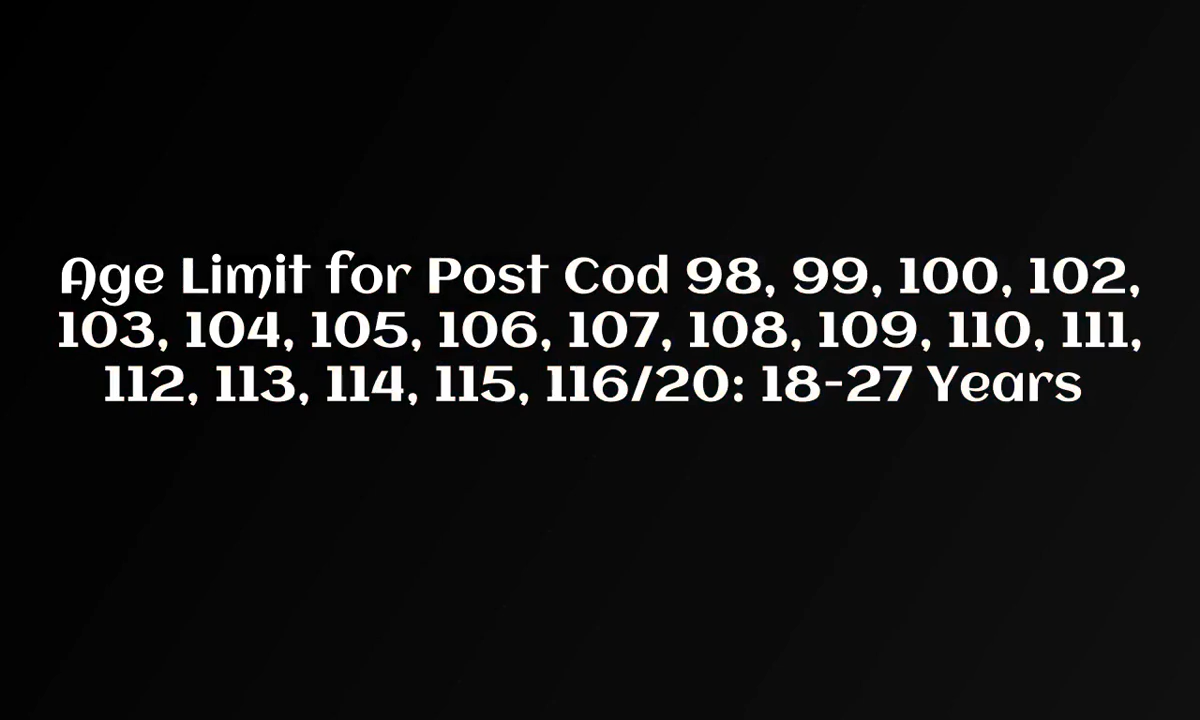 Age Limit for Post Cod 98, 99, 100, 102,
103, 104, 105, 106, 107, 108, 109, 110, 111,
112, 113, 114, 115, 116/20: 18-27 Years